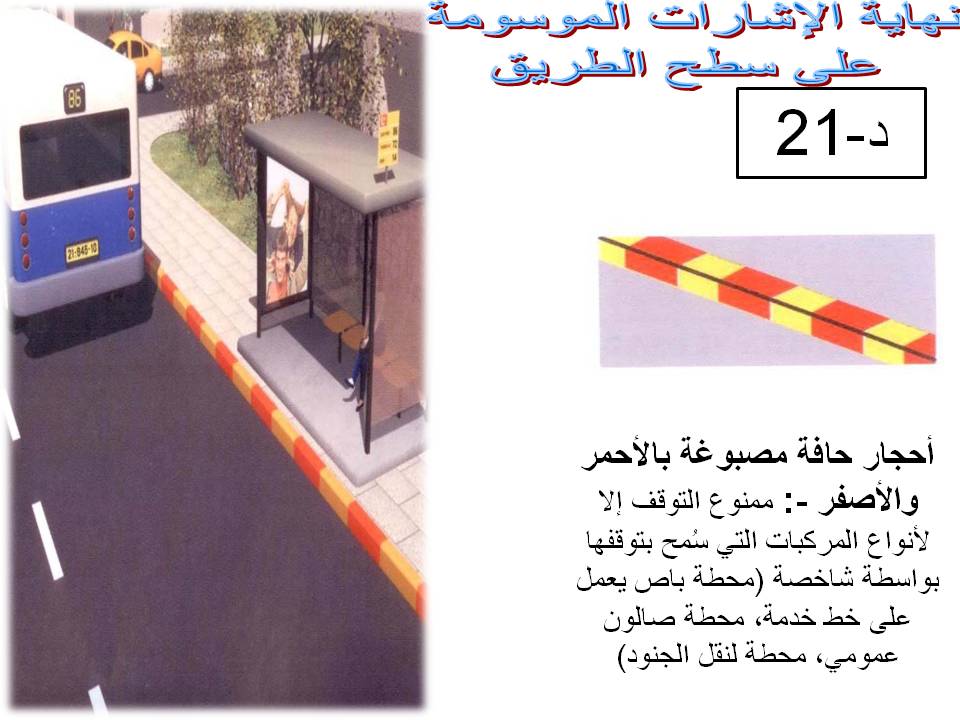 نهاية الإشارات الموسومة
على سطح الطريق
د-21
86
21-845-10
أحجار حافة مصبوغة بالأحمر
والأصفر -: ممنوع التوقف إلا
لأنواع المركبات التي سُمح بتوقفها
بواسطة شاخصة (محطة باص يعمل
على خط خدمة، محطة صالون
عمومي، محطة لنقل الجنود)